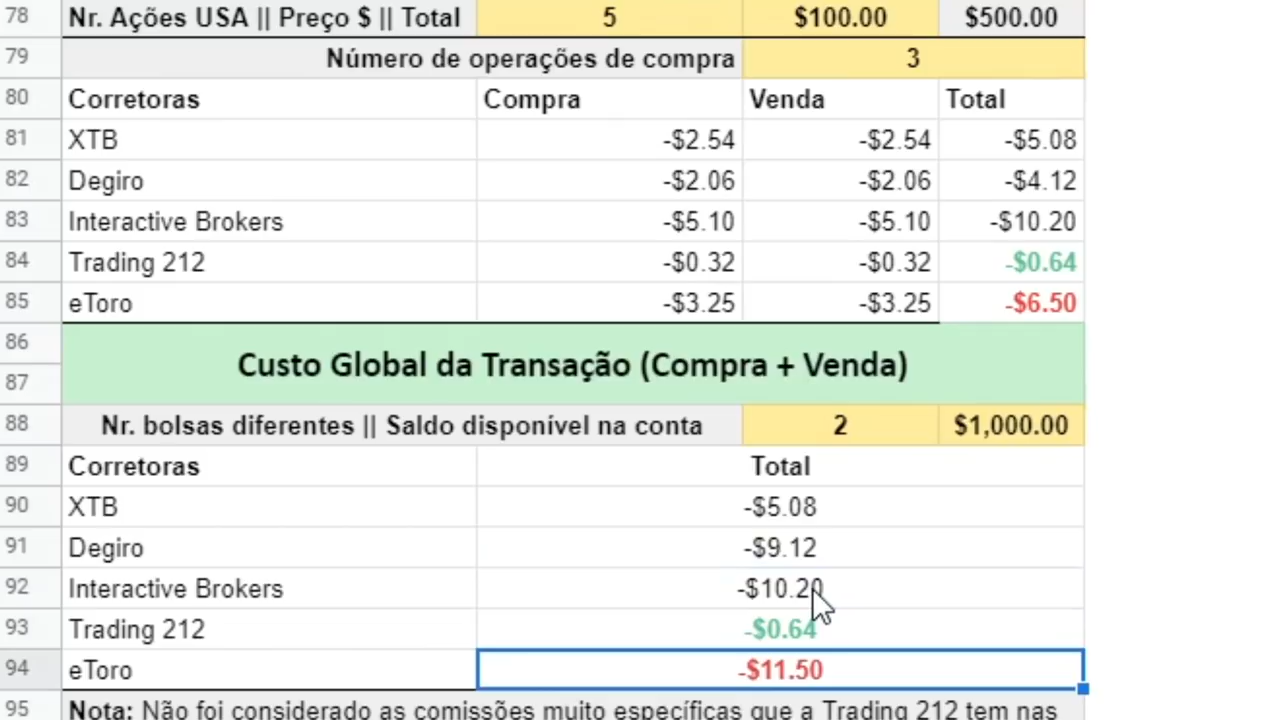 78 Nr. Ações USA || Preço $ || Total 5 $100.00 $500.00
79 Número de operações de compra 3
80 Corretoras Compra Venda Total
81 XTB -$2.54 -$2.54 -$5.08
82 Degiro -$2.06 -$2.06 -$4.12
83 Interactive Brokers -$5.10 -$5.10 -$10.20
84 Trading 212 -$0.32 -$0.32 -$0.64
85 eToro -$3.25 -$3.25 -$6.50
86
Custo Global da Transação (Compra + Venda)
87
88 Nr. bolsas diferentes || Saldo disponível na conta 2 $1,000.00
89 Corretoras Total
90 XTB -$5.08
91 Degiro -$9.12
92 Interactive Brokers -$10.20
93 Trading 212 -$0.64
94 eToro -$11.50
95 Nota: Não foi considerado as comissões muito específicas que a Trading 212 tem nas